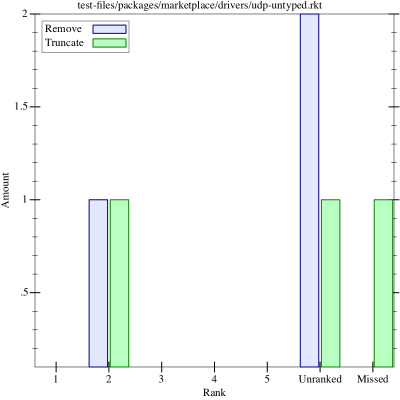 test-files/packages/marketplace/drivers/udp-untyped.rkt
2
Remove
Truncate
1.5
Amount
1
.5
1 2 3 4 5 Unranked Missed
Rank